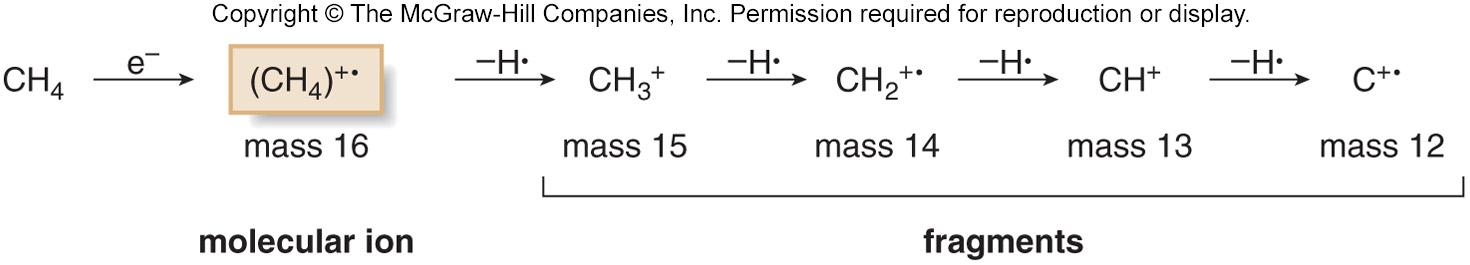 Copyright © The McGraw-Hill Companies, Inc. Permission required for reproduction or display.
CH₄ e⁻ (CH₄)⁺• −H• CH₃⁺ −H• CH₂⁺• −H• CH⁺ −H• C⁺•
mass 16 mass 15 mass 14 mass 13 mass 12
molecular ion fragments